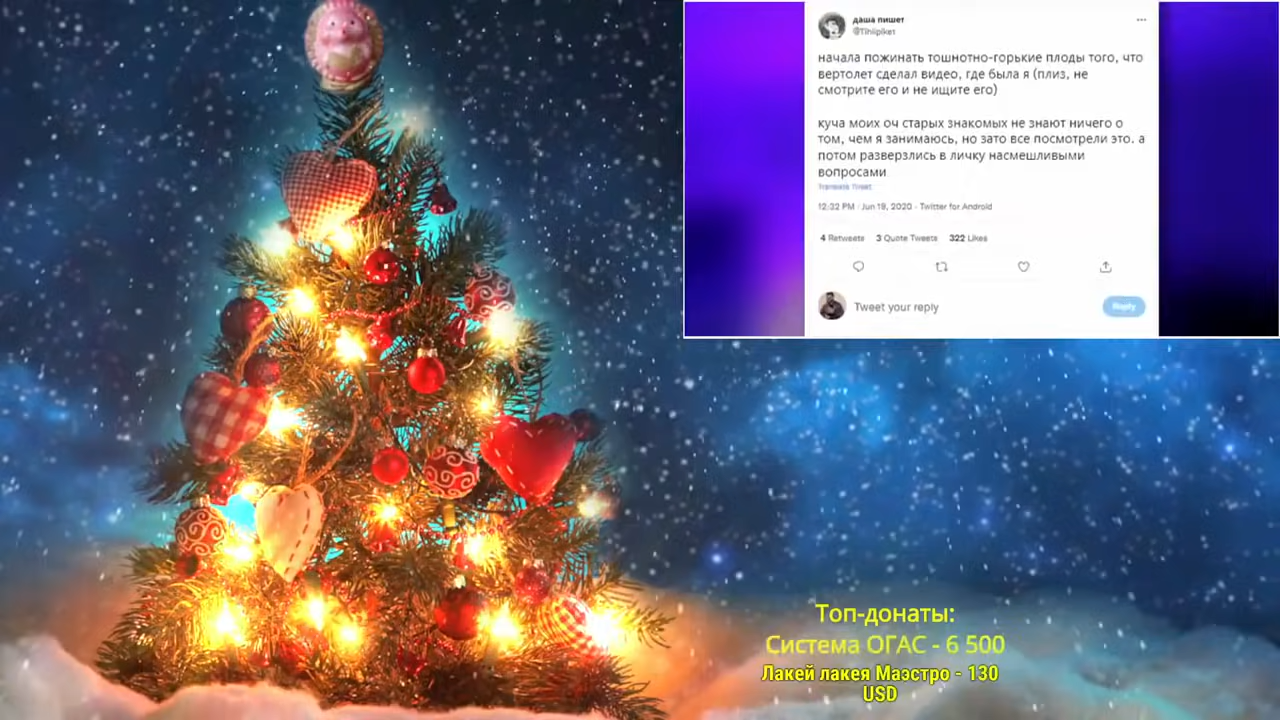 даша пишет
@Tihiipiket
начала пожинать тошнотно-горькие плоды того, что
вертолет сделал видео, где была я (плиз, не
смотрите его и не ищите его)
куча моих оч старых знакомых не знают ничего о
том, чем я занимаюсь, но зато все посмотрели это. а
потом разверзлись в личку насмешливыми
вопросами
Translate Tweet
12:22 PM · Jun 19, 2020 · Twitter for Android
4 Retweets 3 Quote Tweets 322 Likes
Tweet your reply
Reply
Топ-донаты:
Система ОГАС - 6 500
Лакей лакея Маэстро - 130
USD